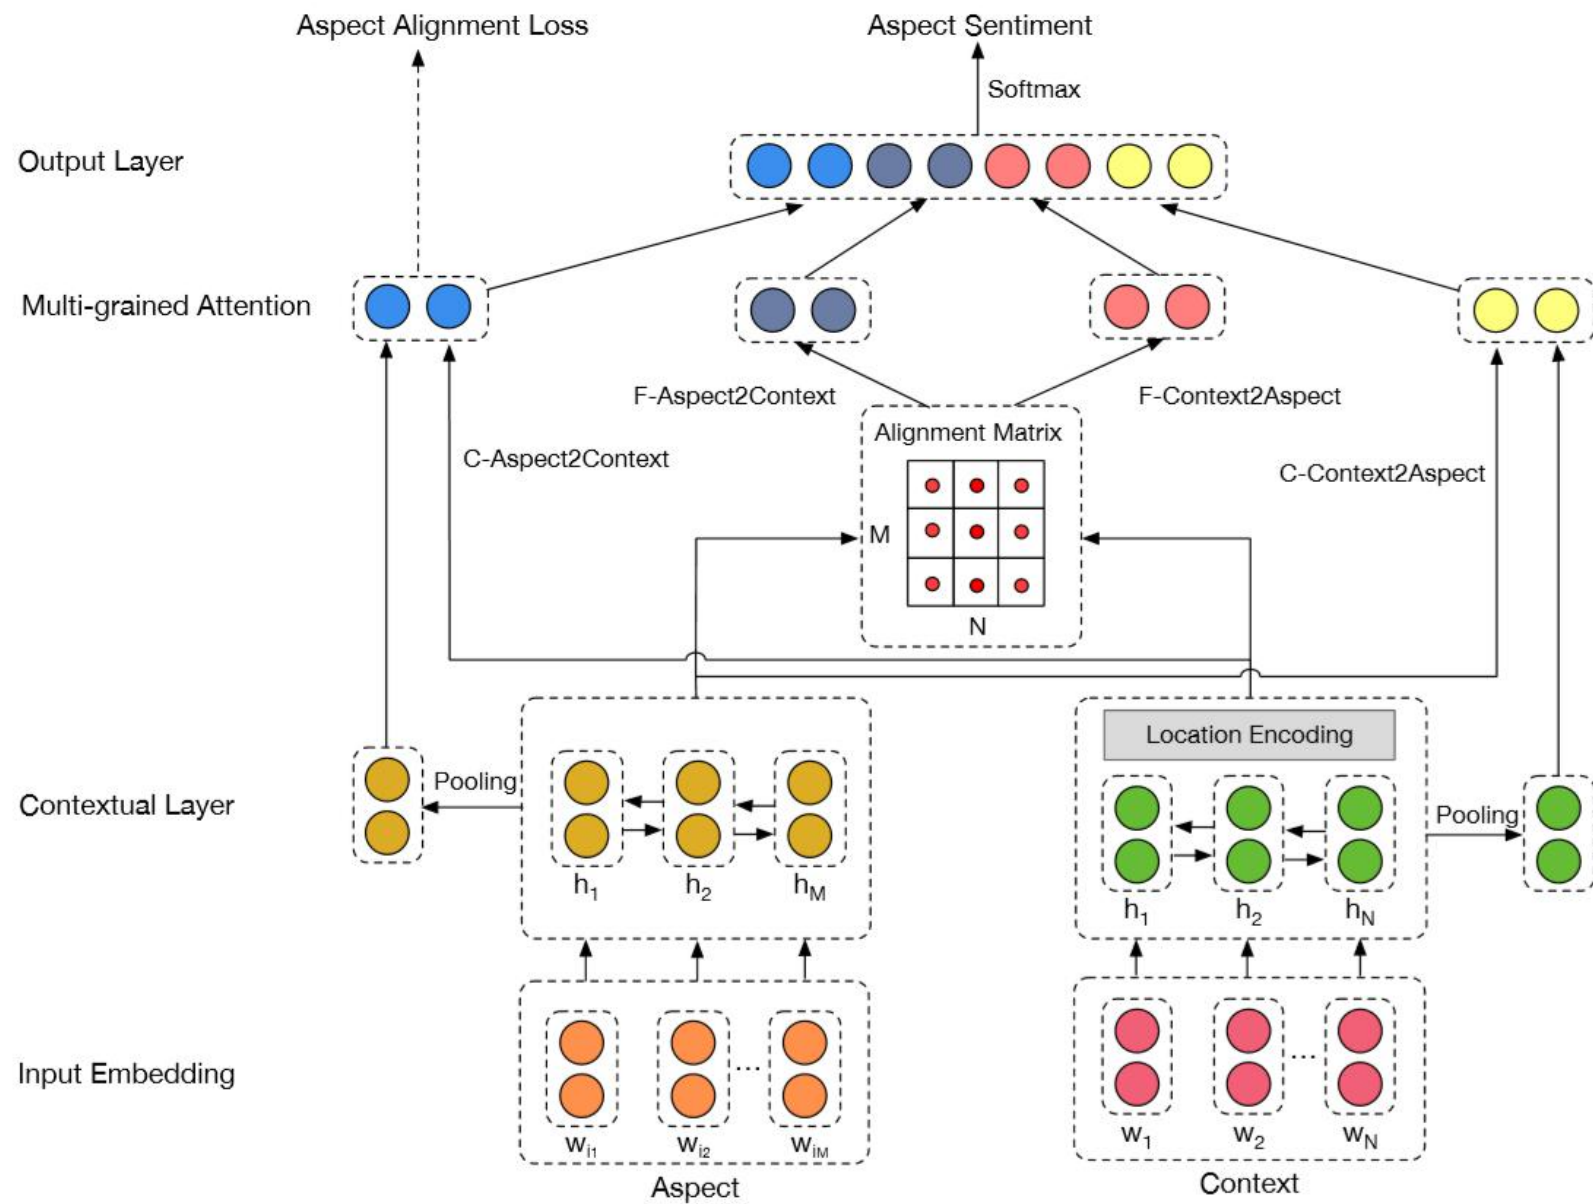 Aspect Alignment Loss
Aspect Sentiment
Softmax
Output Layer
Multi-grained Attention
F-Aspect2Context
F-Context2Aspect
Alignment Matrix
C-Aspect2Context
C-Context2Aspect
M
N
Location Encoding
Contextual Layer
Pooling
Pooling
h1
h2
hM
h1
h2
hN
Input Embedding
...
...
wi1
wi2
wiM
w1
w2
wN
Aspect
Context